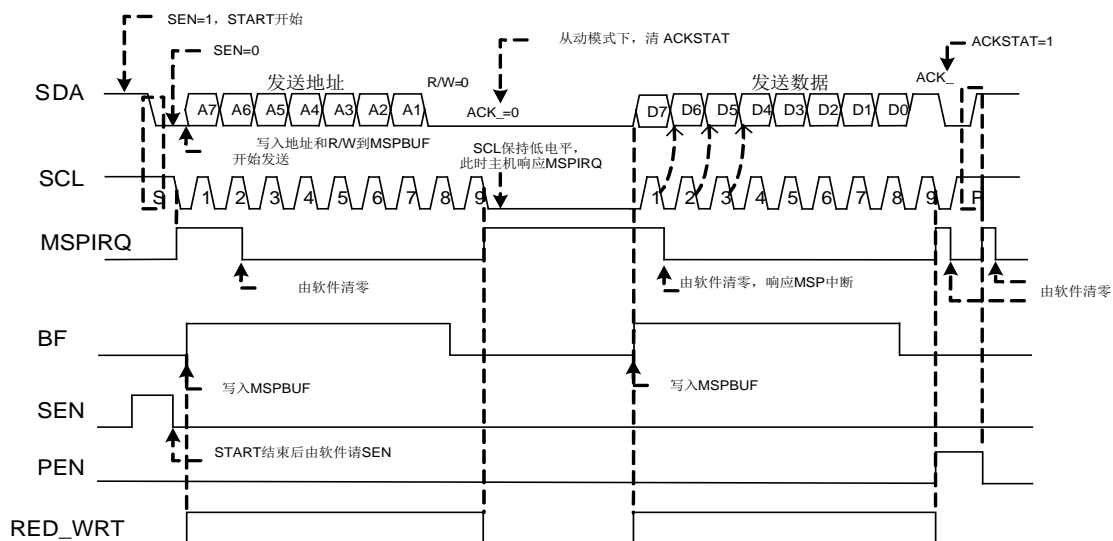 SEN=1，START开始
SEN=0
从动模式下，清 ACKSTAT
ACKSTAT=1
发送地址
R/W=0
发送数据
ACK_
SDA
A7 A6 A5 A4 A3 A2 A1
ACK_=0
D7 D6 D5 D4 D3 D2 D1 D0
写入地址和R/W到MSPBUF
开始发送
SCL保持低电平，
此时主机响应MSPIRQ
SCL
S 1 2 3 4 5 6 7 8 9 1 2 3 4 5 6 7 8 9 P
MSPIRQ
由软件清零
由软件清零，响应MSP中断
由软件清零
BF
写入MSPBUF
写入MSPBUF
SEN
START结束后由软件请SEN
PEN
RED_WRT